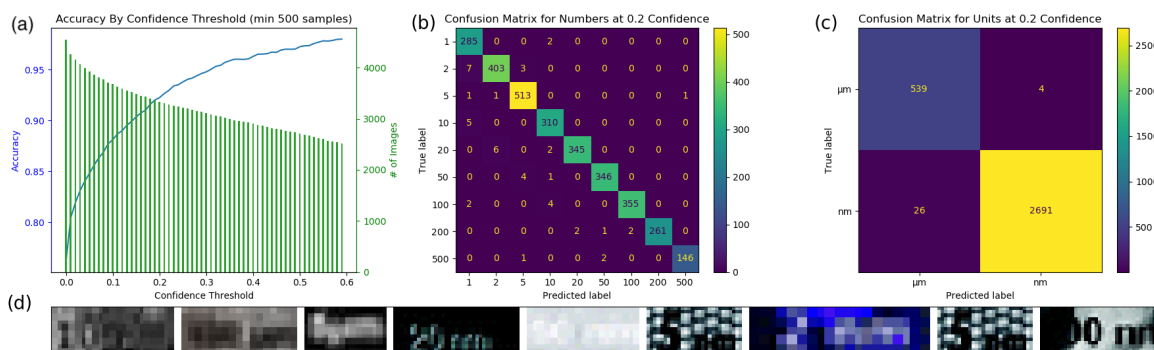 (a)
Accuracy By Confidence Threshold (min 500 samples)
0.95
0.90
0.85
0.80
Accuracy
4000
3000
2000
1000
0
# of Images
0.0 0.1 0.2 0.3 0.4 0.5 0.6
Confidence Threshold
(b)
Confusion Matrix for Numbers at 0.2 Confidence
1 285 0 0 2 0 0 0 0 0
2 7 403 3 0 0 0 0 0 0
5 1 1 513 0 0 0 0 0 1
10 5 0 0 310 0 0 0 0 0
20 0 6 0 2 345 0 0 0 0
50 0 0 4 1 0 346 0 0 0
100 2 0 0 4 0 0 355 0 0
200 0 0 0 0 2 1 2 261 0
500 0 0 1 0 0 2 0 0 146
True label
1 2 5 10 20 50 100 200 500
Predicted label
500
400
300
200
100
0
(c)
Confusion Matrix for Units at 0.2 Confidence
μm 539 4
nm 26 2691
True label
μm nm
Predicted label
2500
2000
1500
1000
500
(d)
20 nm
5
5
00 nm